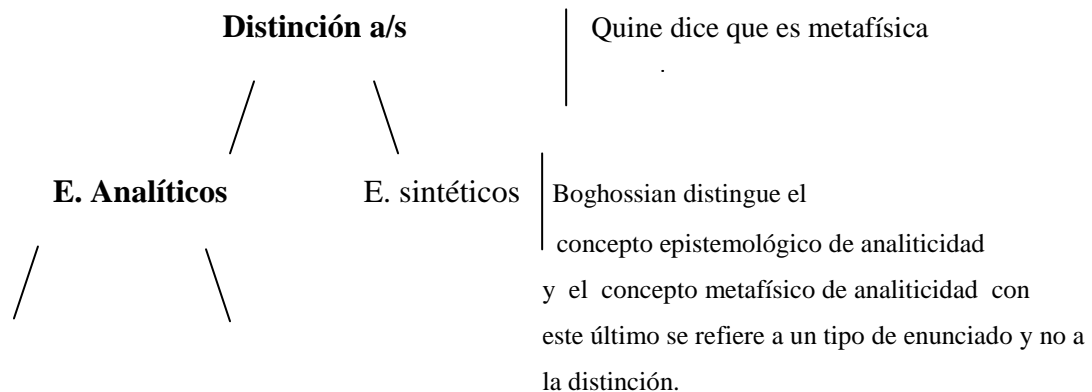 Distinción a/s
Quine dice que es metafísica
.
E. Analíticos
E. sintéticos
Boghossian distingue el
concepto epistemológico de analiticidad
y el concepto metafísico de analiticidad con
este último se refiere a un tipo de enunciado y no a
la distinción.